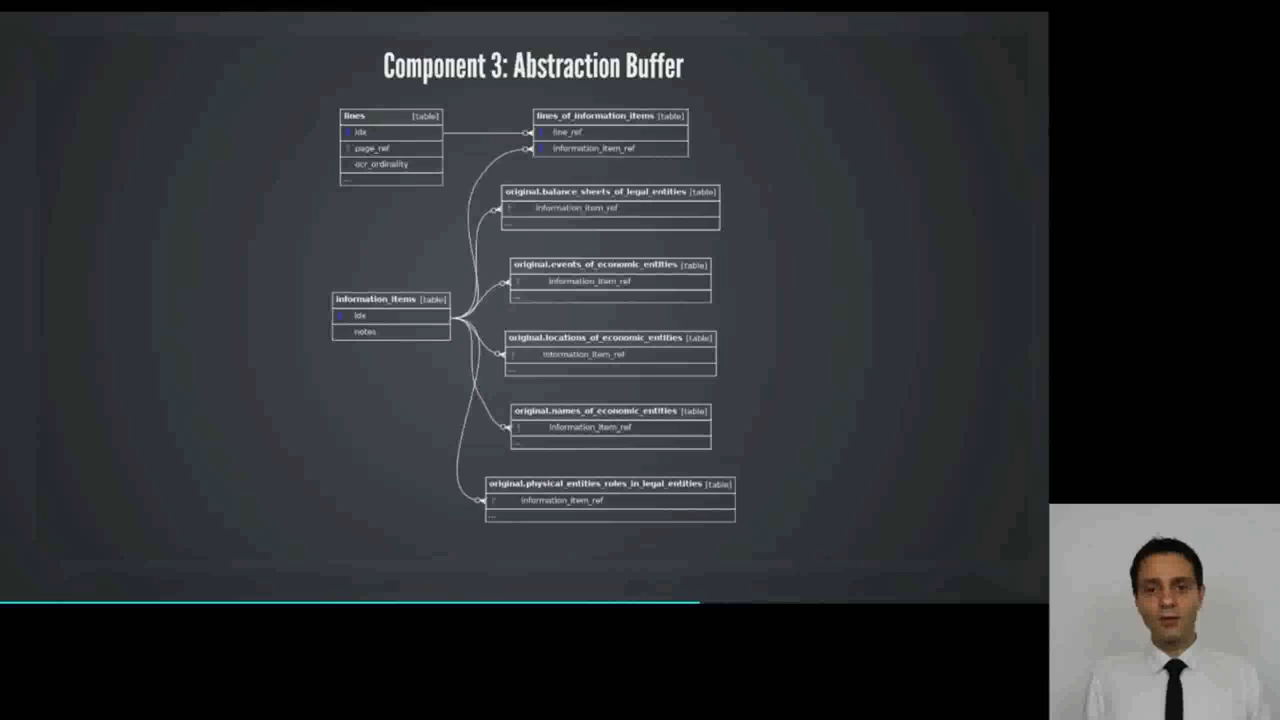 Component 3: Abstraction Buffer
lines [table]
idx
page_ref
ocr_ordinality
...
lines_of_information_items [table]
line_ref
information_item_ref
original.balance_sheets_of_legal_entities [table]
information_item_ref
...
original.events_of_economic_entities [table]
information_item_ref
...
information_items [table]
idx
notes
original.locations_of_economic_entities [table]
information_item_ref
...
original.names_of_economic_entities [table]
information_item_ref
...
original.physical_entities_roles_in_legal_entities [table]
information_item_ref
...